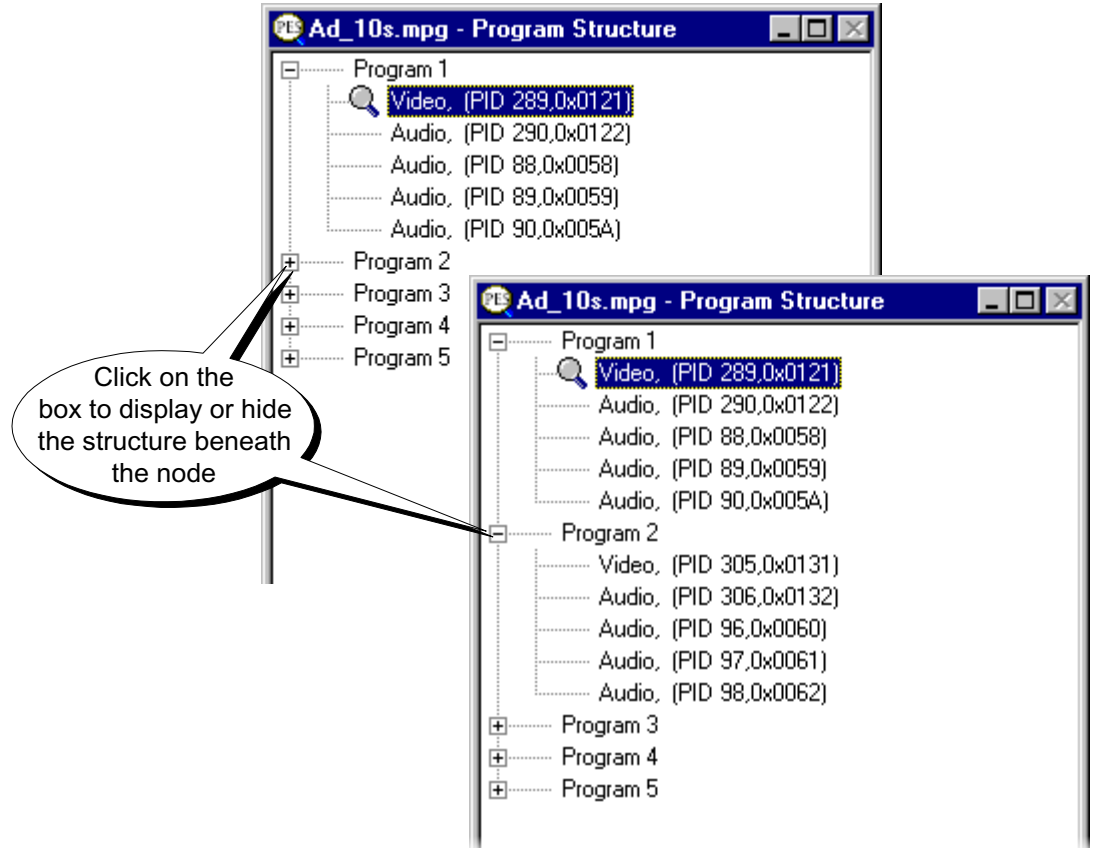 PES Ad_10s.mpg - Program Structure
Program 1
Video, (PID 289,0x0121)
Audio, (PID 290,0x0122)
Audio, (PID 88,0x0058)
Audio, (PID 89,0x0059)
Audio, (PID 90,0x005A)
Program 2
Program 3
Program 4
Program 5
Click on the
box to display or hide
the structure beneath
the node
PES Ad_10s.mpg - Program Structure
Program 1
Video, (PID 289,0x0121)
Audio, (PID 290,0x0122)
Audio, (PID 88,0x0058)
Audio, (PID 89,0x0059)
Audio, (PID 90,0x005A)
Program 2
Video, (PID 305,0x0131)
Audio, (PID 306,0x0132)
Audio, (PID 96,0x0060)
Audio, (PID 97,0x0061)
Audio, (PID 98,0x0062)
Program 3
Program 4
Program 5